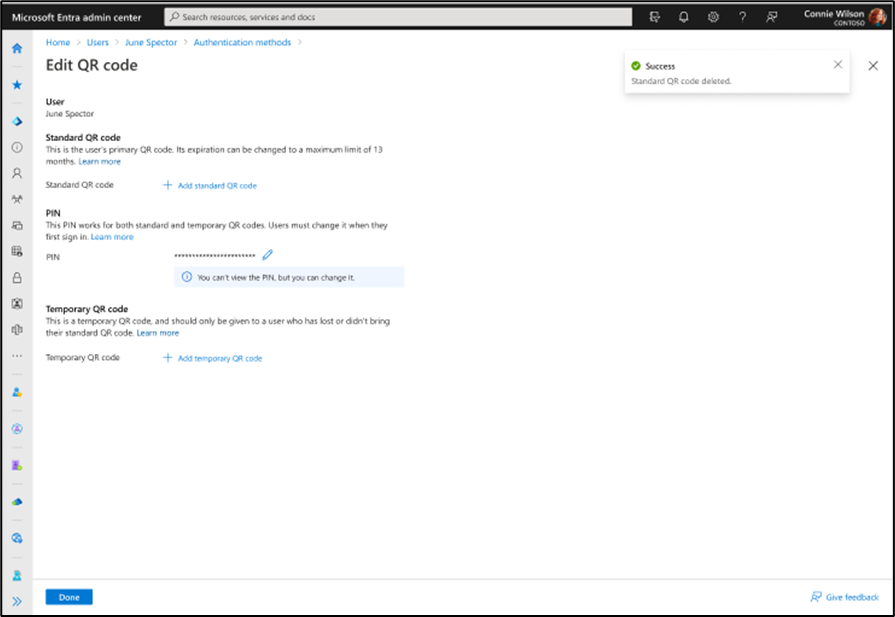 Microsoft Entra admin center
Search resources, services and docs
Connie Wilson
CONTOSO
Home > Users > June Spector > Authentication methods >
Edit QR code
Success
Standard QR code deleted.
User
June Spector
Standard QR code
This is the user's primary QR code. Its expiration can be changed to a maximum limit of 13
months. Learn more
Standard QR code
+ Add standard QR code
PIN
This PIN works for both standard and temporary QR codes. Users must change it when they
first sign in. Learn more
PIN
You can't view the PIN, but you can change it.
Temporary QR code
This is a temporary QR code, and should only be given to a user who has lost or didn't bring
their standard QR code. Learn more
Temporary QR code
+ Add temporary QR code
Done
Give feedback